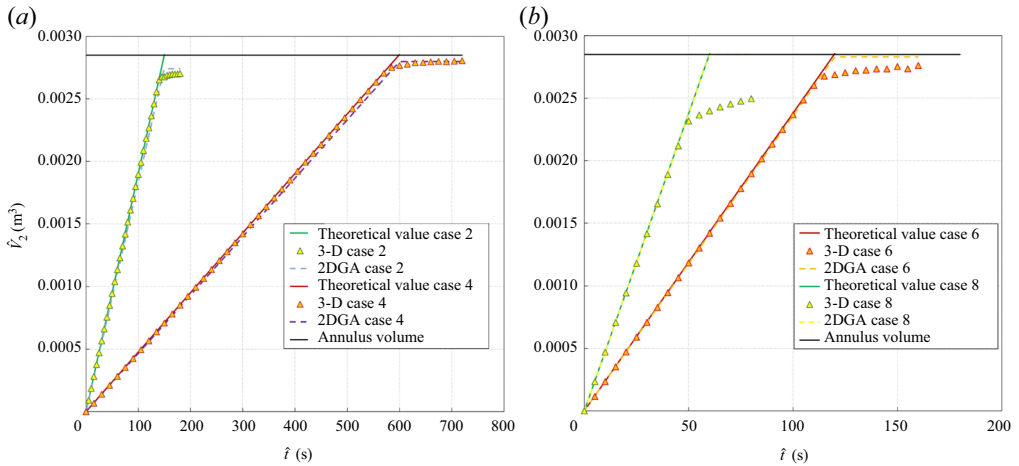 (a)
0.0030
0.0025
0.0020
0.0015
0.0010
0.0005
V̂₂ (m³)
Theoretical value case 2
3-D case 2
2DGA case 2
Theoretical value case 4
3-D case 4
2DGA case 4
Annulus volume
0 100 200 300 400 500 600 700 800
t̂ (s)
(b)
0.0030
0.0025
0.0020
0.0015
0.0010
0.0005
0
Theoretical value case 6
3-D case 6
2DGA case 6
Theoretical value case 8
3-D case 8
2DGA case 8
Annulus volume
0 50 100 150 200
t̂ (s)